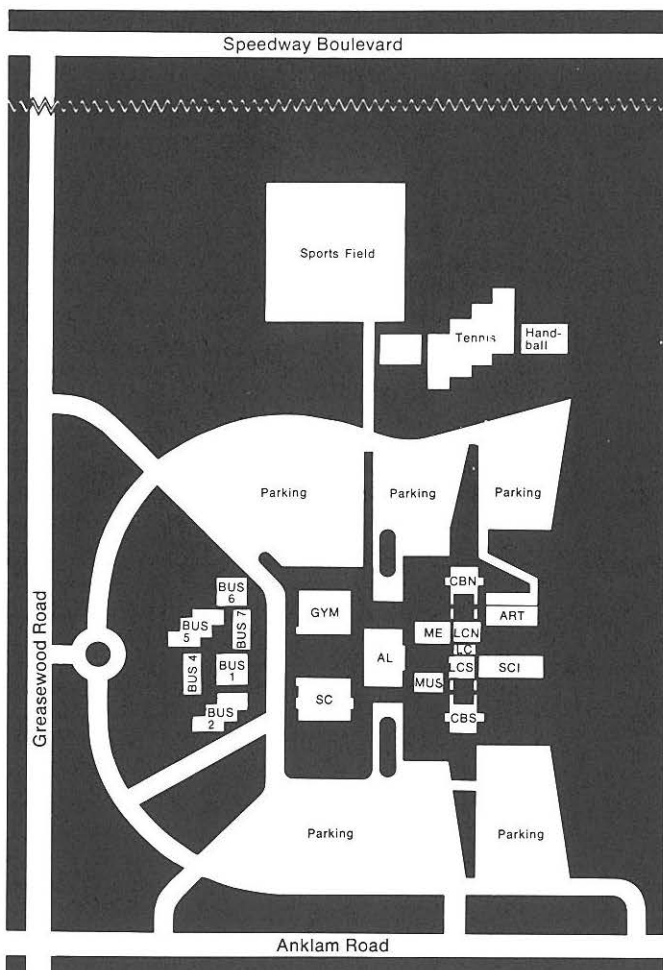 Speedway Boulevard
Sports Field
Tennis
Hand-
ball
Parking
Parking
Parking
Greasewood Road
BUS
6
BUS
5
BUS 7
BUS 4
BUS
1
BUS
2
GYM
SC
AL
ME
MUS
CBN
LCN
LC
LCS
CBS
ART
SCI
Parking
Parking
Anklam Road